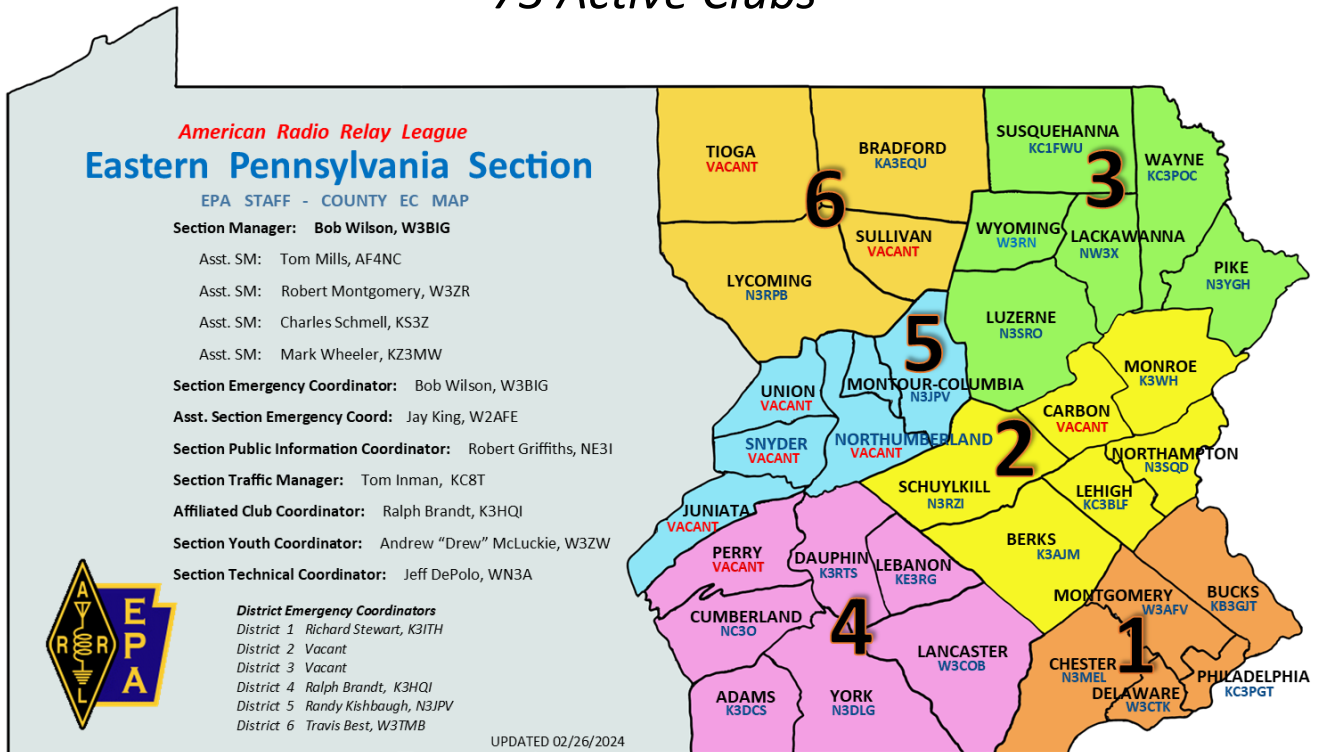 75 Active Clubs
American Radio Relay League
Eastern Pennsylvania Section
EPA STAFF - COUNTY EC MAP
Section Manager: Bob Wilson, W3BIG
Asst. SM: Tom Mills, AF4NC
Asst. SM: Robert Montgomery, W3ZR
Asst. SM: Charles Schmell, KS3Z
Asst. SM: Mark Wheeler, KZ3MW
Section Emergency Coordinator: Bob Wilson, W3BIG
Asst. Section Emergency Coord: Jay King, W2AFE
Section Public Information Coordinator: Robert Griffiths, NE3I
Section Traffic Manager: Tom Inman, KC8T
Affiliated Club Coordinator: Ralph Brandt, K3HQI
Section Youth Coordinator: Andrew “Drew” McLuckie, W3ZW
Section Technical Coordinator: Jeff DePolo, WN3A
District Emergency Coordinators
District 1 Richard Stewart, K3ITH
District 2 Vacant
District 3 Vacant
District 4 Ralph Brandt, K3HQI
District 5 Randy Kishbaugh, N3JPV
District 6 Travis Best, W3TMB
UPDATED 02/26/2024
A
R R
L
E
P
A
TIOGA
VACANT
BRADFORD
KA3EQU
6
SULLIVAN
VACANT
LYCOMING
N3RPB
SUSQUEHANNA
KC1FWU
3
WAYNE
KC3POC
WYOMING
W3RN
LACKAWANNA
NW3X
PIKE
N3YGH
LUZERNE
N3SRO
5
MONTOUR-COLUMBIA
N3JPV
UNION
VACANT
SNYDER
VACANT
NORTHUMBERLAND
VACANT
JUNIATA
VACANT
MONROE
K3WH
CARBON
VACANT
2
NORTHAMPTON
N3SQD
SCHUYLKILL
N3RZI
LEHIGH
KC3BLF
BERKS
K3AJM
PERRY
VACANT
DAUPHIN
K3RTS
LEBANON
KE3RG
CUMBERLAND
NC3O
4
LANCASTER
W3COB
ADAMS
K3DCS
YORK
N3DLG
MONTGOMERY
W3AFV
BUCKS
KB3GJT
1
CHESTER
N3MEL
DELAWARE
W3CTK
PHILADELPHIA
KC3PGT